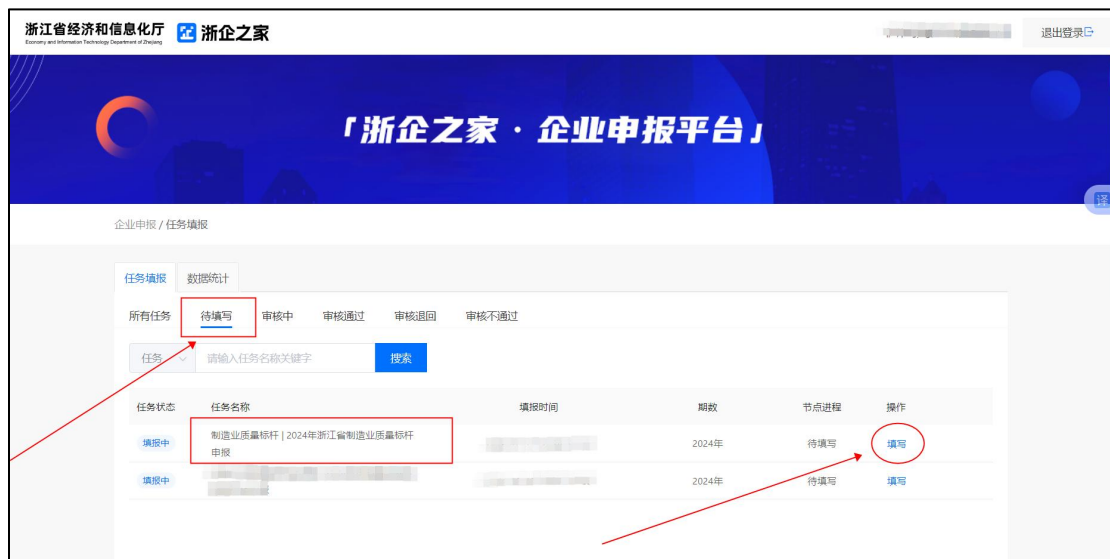 浙江省经济和信息化厅 浙企之家 退出登录
Economy and Information Technology Department of Zhejiang
「浙企之家 · 企业申报平台」
译
企业申报 / 任务填报
任务填报 数据统计
所有任务 待填写 审核中 审核通过 审核退回 审核不通过
任务 请输入任务名称关键字 搜索
任务状态 任务名称 填报时间 期数 节点进程 操作
填报中 制造业质量标杆 | 2024年浙江省制造业质量标杆 2024年 待填写 填写
申报
填报中 2024年 待填写 填写